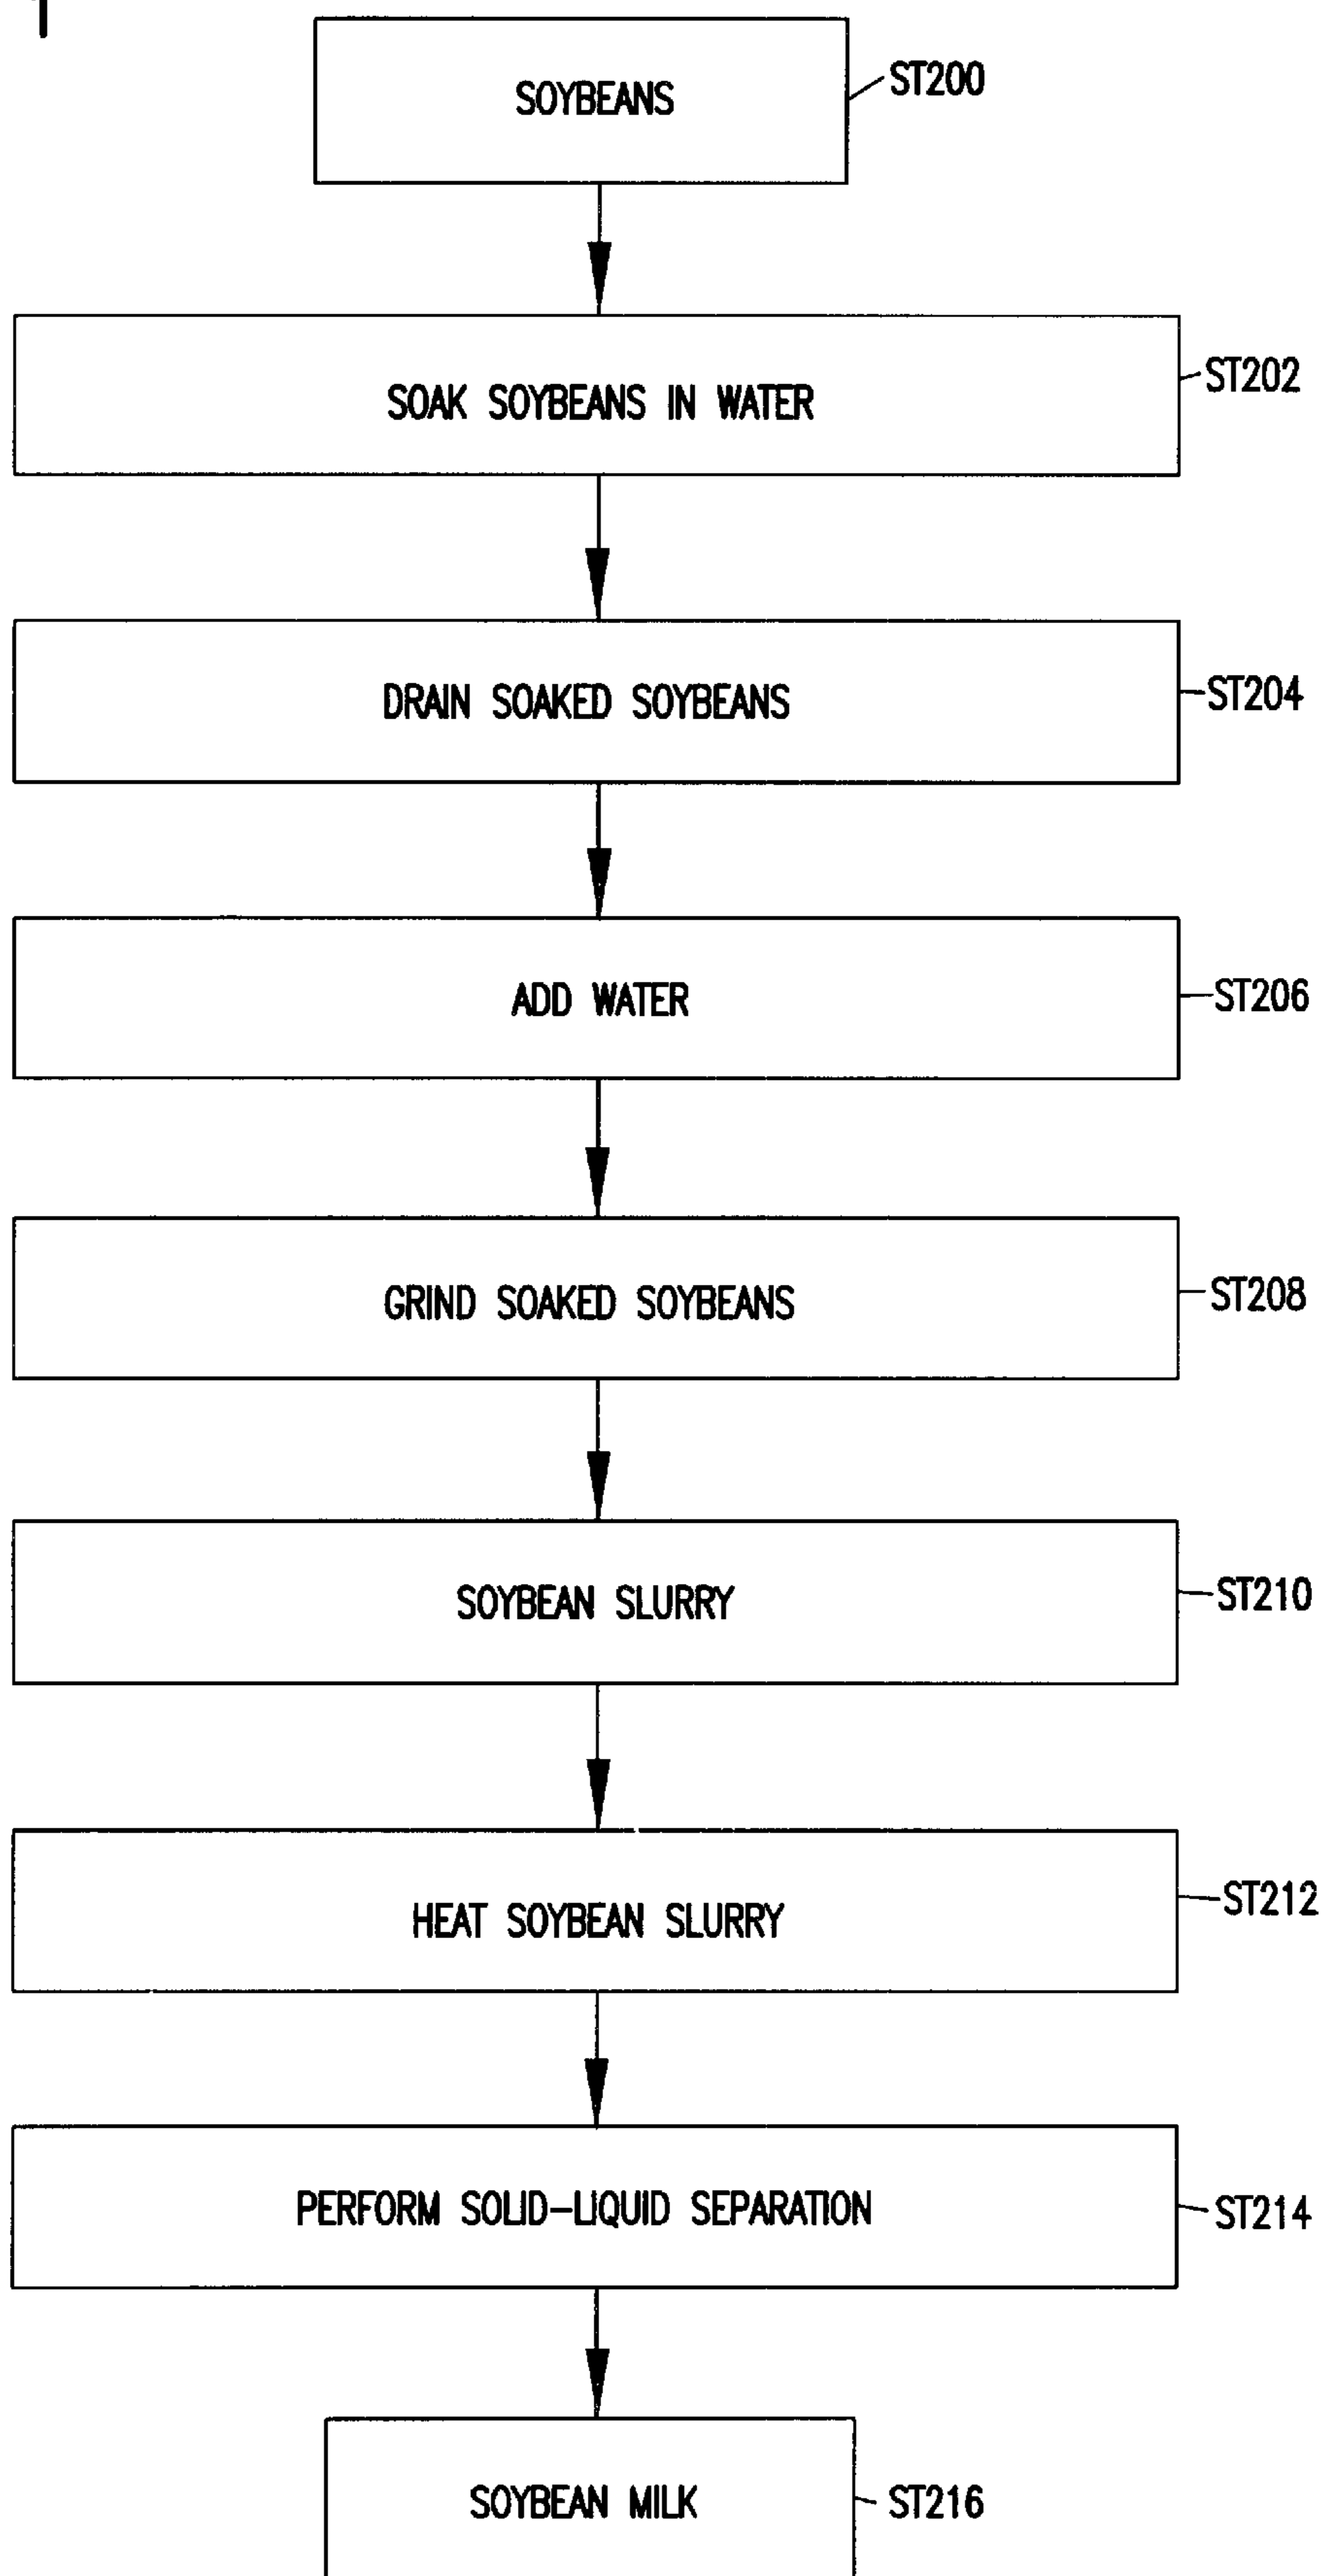 SOYBEANS
ST200
SOAK SOYBEANS IN WATER
ST202
DRAIN SOAKED SOYBEANS
ST204
ADD WATER
ST206
GRIND SOAKED SOYBEANS
ST208
SOYBEAN SLURRY
ST210
HEAT SOYBEAN SLURRY
ST212
PERFORM SOLID-LIQUID SEPARATION
ST214
SOYBEAN MILK
ST216